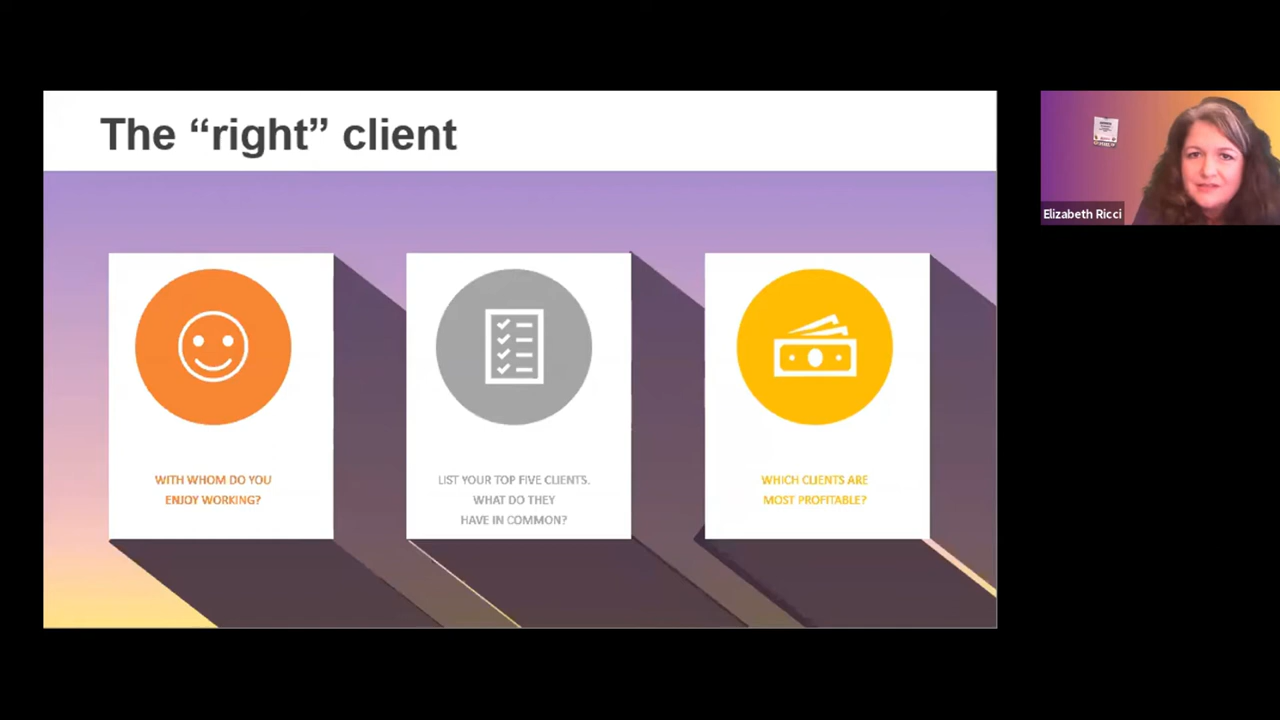 The “right” client
WITH WHOM DO YOU
ENJOY WORKING?
LIST YOUR TOP FIVE CLIENTS.
WHAT DO THEY
HAVE IN COMMON?
WHICH CLIENTS ARE
MOST PROFITABLE?
Elizabeth Ricci